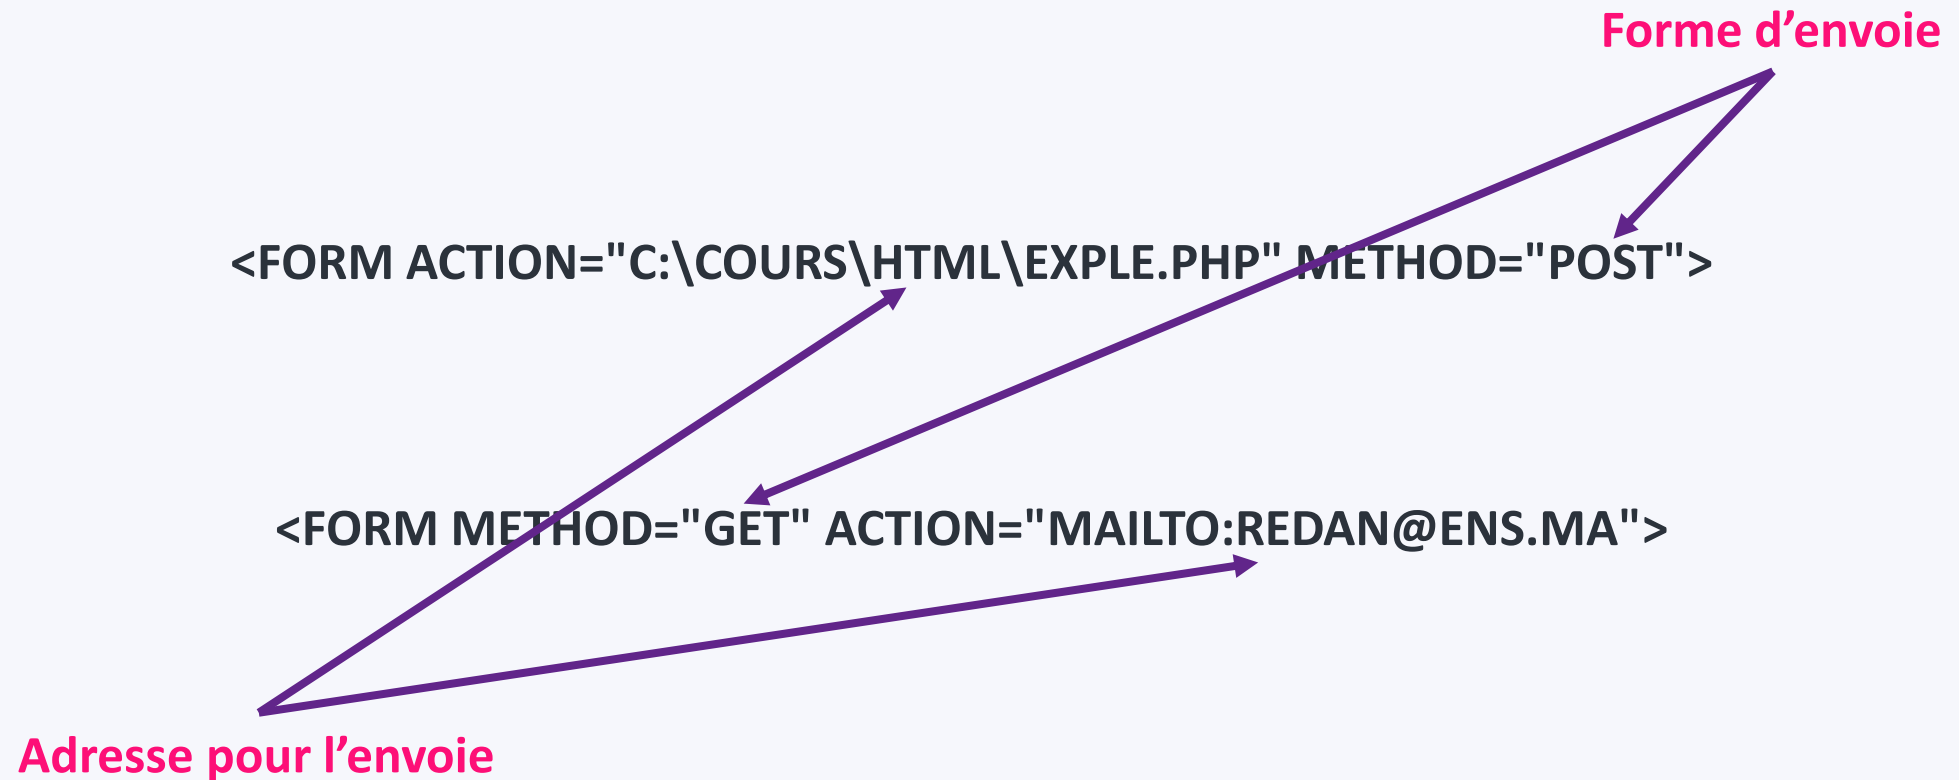 Forme d’envoie
<FORM ACTION="C:\COURS\HTML\EXPLE.PHP" METHOD="POST">
<FORM METHOD="GET" ACTION="MAILTO:REDAN@ENS.MA">
Adresse pour l’envoie